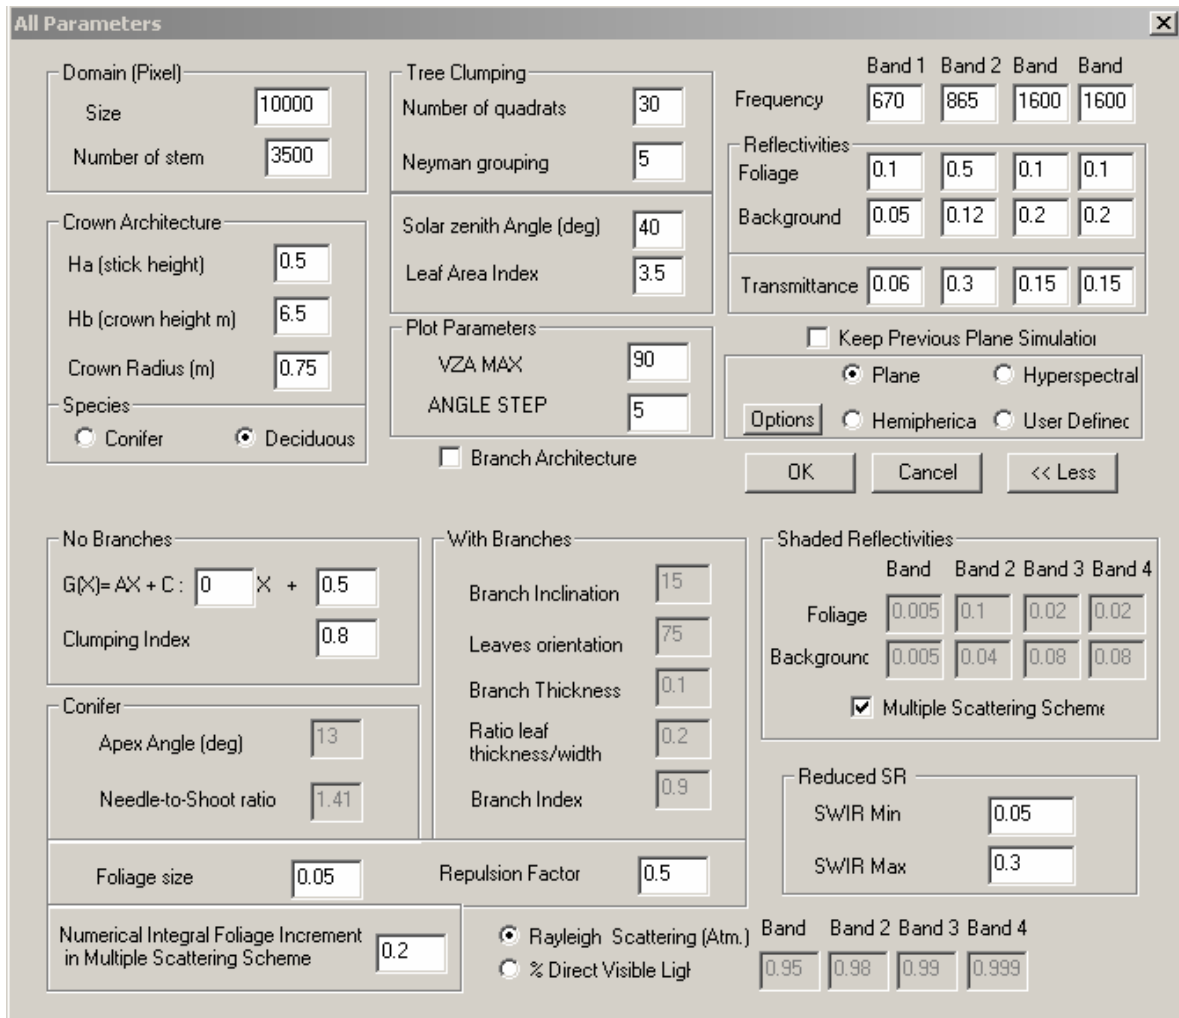 All Parameters
Domain (Pixel)
Size 10000
Number of stem 3500
Crown Architecture
Ha (stick height) 0.5
Hb (crown height m) 6.5
Crown Radius (m) 0.75
Species
Conifer Deciduous
Tree Clumping
Number of quadrats 30
Neyman grouping 5
Solar zenith Angle (deg) 40
Leaf Area Index 3.5
Plot Parameters
VZA MAX 90
ANGLE STEP 5
Branch Architecture
Band 1 Band 2 Band Band
Frequency 670 865 1600 1600
Reflectivities
Foliage 0.1 0.5 0.1 0.1
Background 0.05 0.12 0.2 0.2
Transmittance 0.06 0.3 0.15 0.15
Keep Previous Plane Simulation
Plane Hyperspectral
Options Hemipherica User Defined
OK Cancel << Less
No Branches
G(X)= AX + C : 0 X + 0.5
Clumping Index 0.8
Conifer
Apex Angle (deg) 13
Needle-to-Shoot ratio 1.41
With Branches
Branch Inclination 15
Leaves orientation 75
Branch Thickness 0.1
Ratio leaf
thickness/width 0.2
Branch Index 0.9
Shaded Reflectivities
Band Band 2 Band 3 Band 4
Foliage 0.005 0.1 0.02 0.02
Background 0.005 0.04 0.08 0.08
Multiple Scattering Scheme
Reduced SR
SWIR Min 0.05
SWIR Max 0.3
Foliage size 0.05
Repulsion Factor 0.5
Numerical Integral Foliage Increment
in Multiple Scattering Scheme 0.2
Rayleigh Scattering (Atm.)
% Direct Visible Ligh
Band Band 2 Band 3 Band 4
0.95 0.98 0.99 0.999